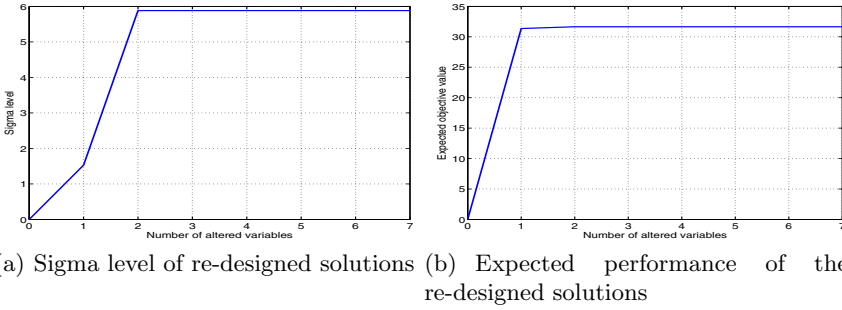 6
5
4
3
2
1
0
Sigma level
0 1 2 3 4 5 6 7
Number of altered variables
35
30
25
20
15
10
5
0
Expected objective value
0 1 2 3 4 5 6 7
Number of altered variables
a) Sigma level of re-designed solutions
(b) Expected performance of the
re-designed solutions